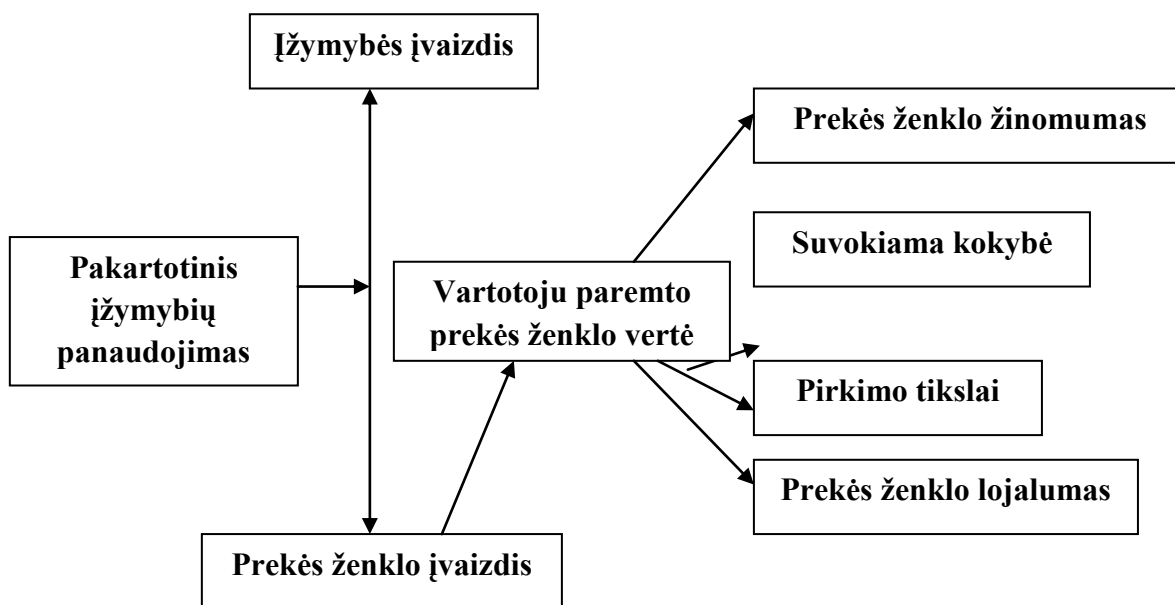 Įžymybės įvaizdis
Prekės ženklo žinomumas
Suvokiama kokybė
Pakartotinis
įžymybių
panaudojimas
Vartotoju paremto
prekės ženklo vertė
Pirkimo tikslai
Prekės ženklo lojalumas
Prekės ženklo įvaizdis